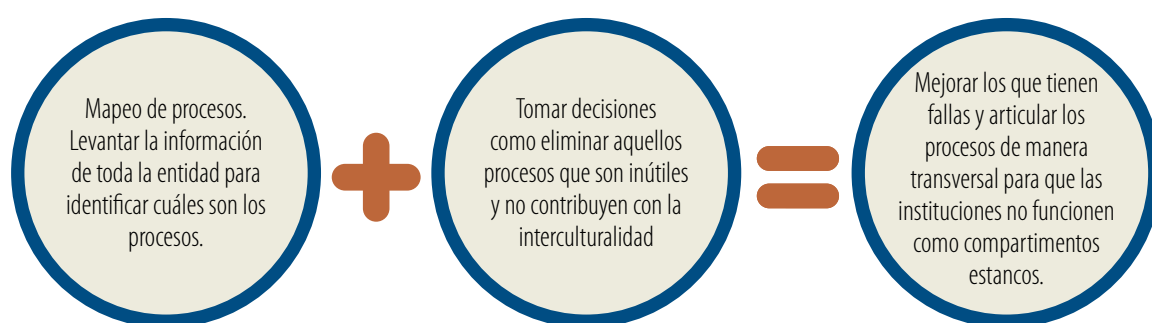 Mapeo de procesos.
Levantar la información
de toda la entidad para
identificar cuáles son los
procesos.
Tomar decisiones
como eliminar aquellos
procesos que son inútiles
y no contribuyen con la
interculturalidad
Mejorar los que tienen
fallas y articular los
procesos de manera
transversal para que las
instituciones no funcionen
como compartimentos
estancos.